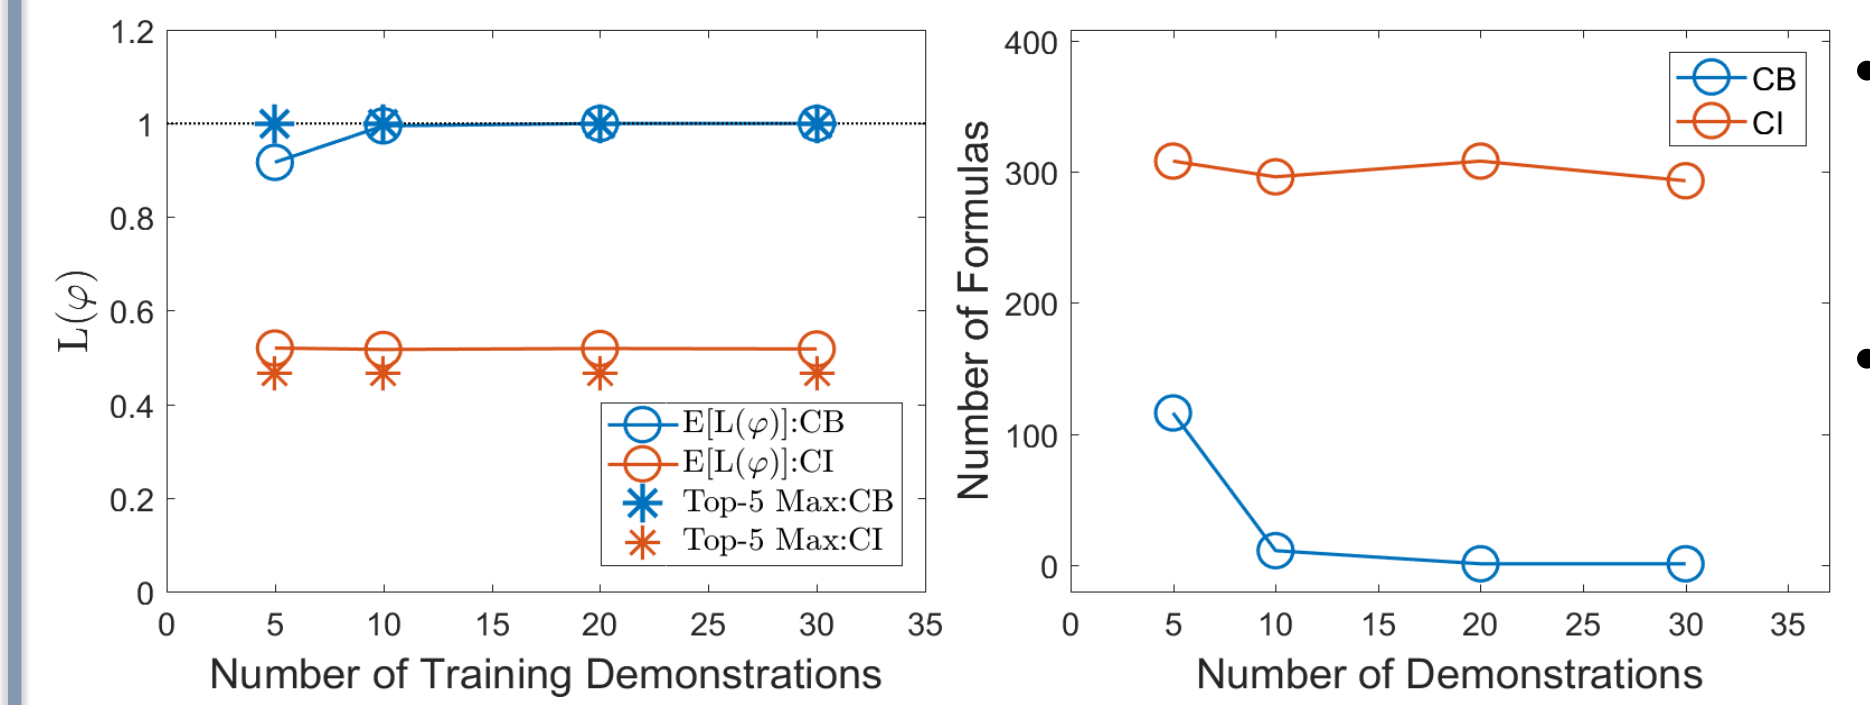 1.2
1
0.8
0.6
0.4
0.2
0
L(φ)
0 5 10 15 20 25 30 35
Number of Training Demonstrations
E[L(φ)]:CB
E[L(φ)]:CI
Top-5 Max:CB
Top-5 Max:CI
400
300
200
100
0
Number of Formulas
0 5 10 15 20 25 30 35
Number of Demonstrations
CB
CI